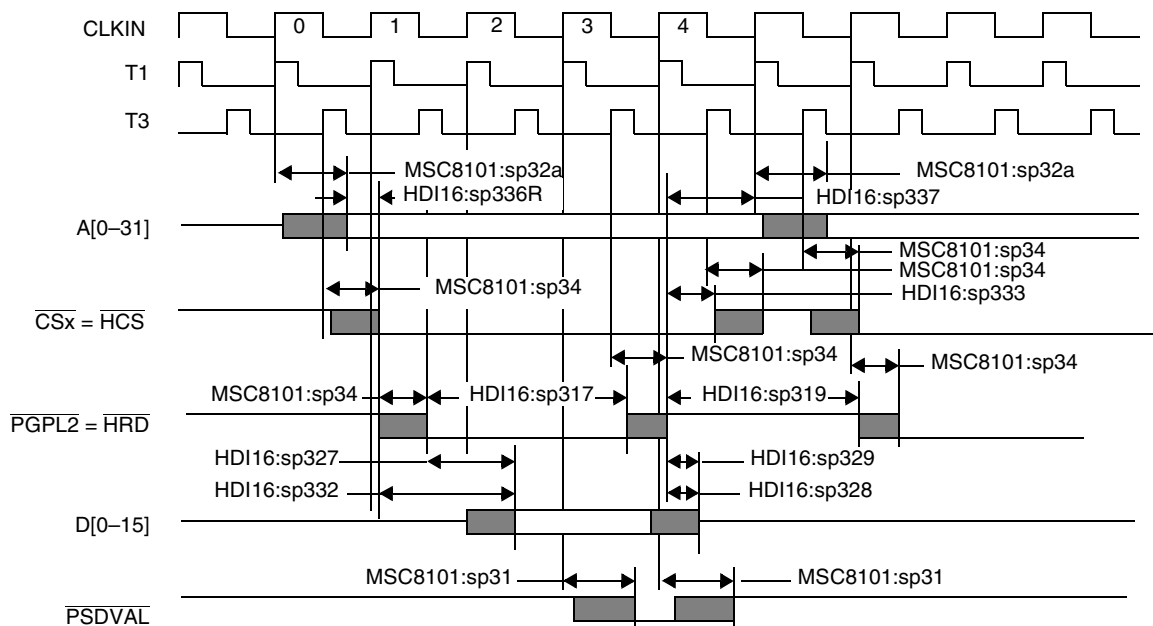 CLKIN 0 1 2 3 4
T1
T3
MSC8101:sp32a MSC8101:sp32a
HDI16:sp336R HDI16:sp337
A[0–31]
MSC8101:sp34
MSC8101:sp34
MSC8101:sp34 HDI16:sp333
CSx = HCS
MSC8101:sp34 MSC8101:sp34
MSC8101:sp34 HDI16:sp317 HDI16:sp319
PGPL2 = HRD
HDI16:sp327 HDI16:sp329
HDI16:sp332 HDI16:sp328
D[0–15]
MSC8101:sp31 MSC8101:sp31
PSDVAL